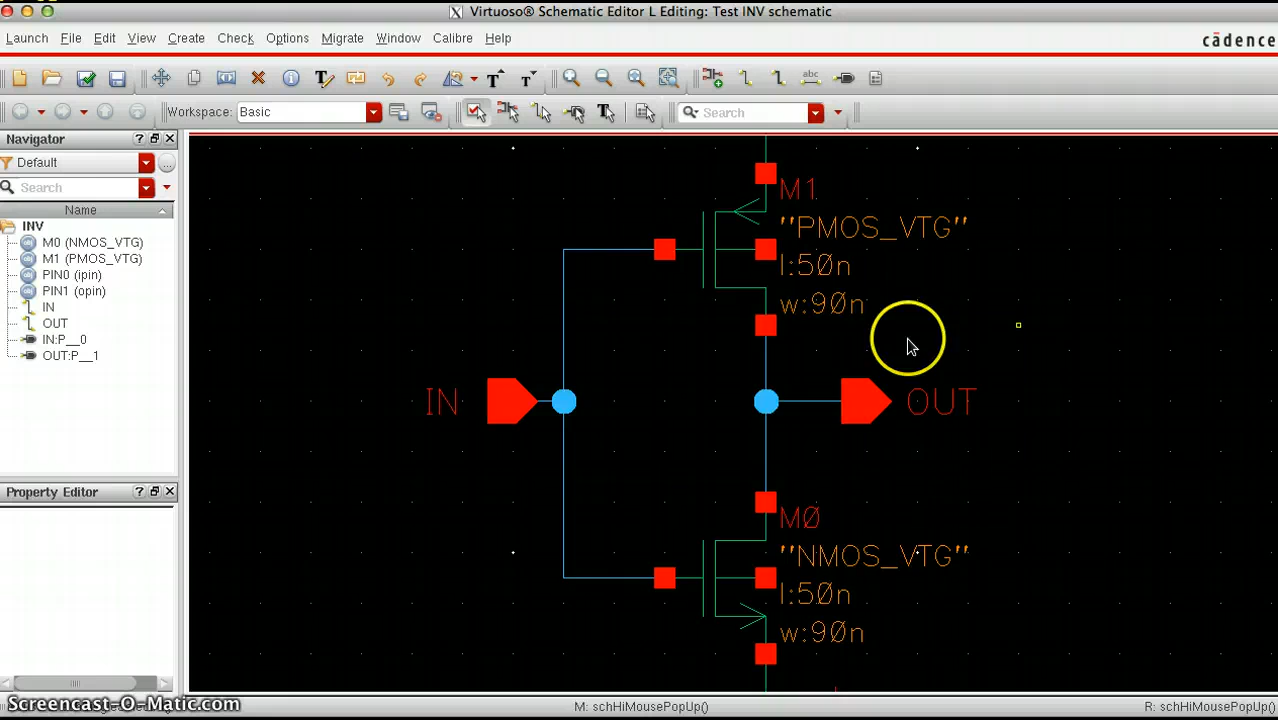 Virtuoso® Schematic Editor L Editing: Test INV schematic
Launch File Edit View Create Check Options Migrate Window Calibre Help
cādence
abc
Workspace: Basic
Search
Navigator
Default
Search
Name
INV
M0 (NMOS_VTG)
M1 (PMOS_VTG)
PIN0 (ipin)
PIN1 (opin)
IN
OUT
IN:P__0
OUT:P__1
Property Editor
M1
"PMOS_VTG"
l:50n
w:90n
IN
OUT
M0
"NMOS_VTG"
l:50n
w:90n
Screencast-O-Matic.com
M: schHiMousePopUp()
R: schHiMousePopUp()